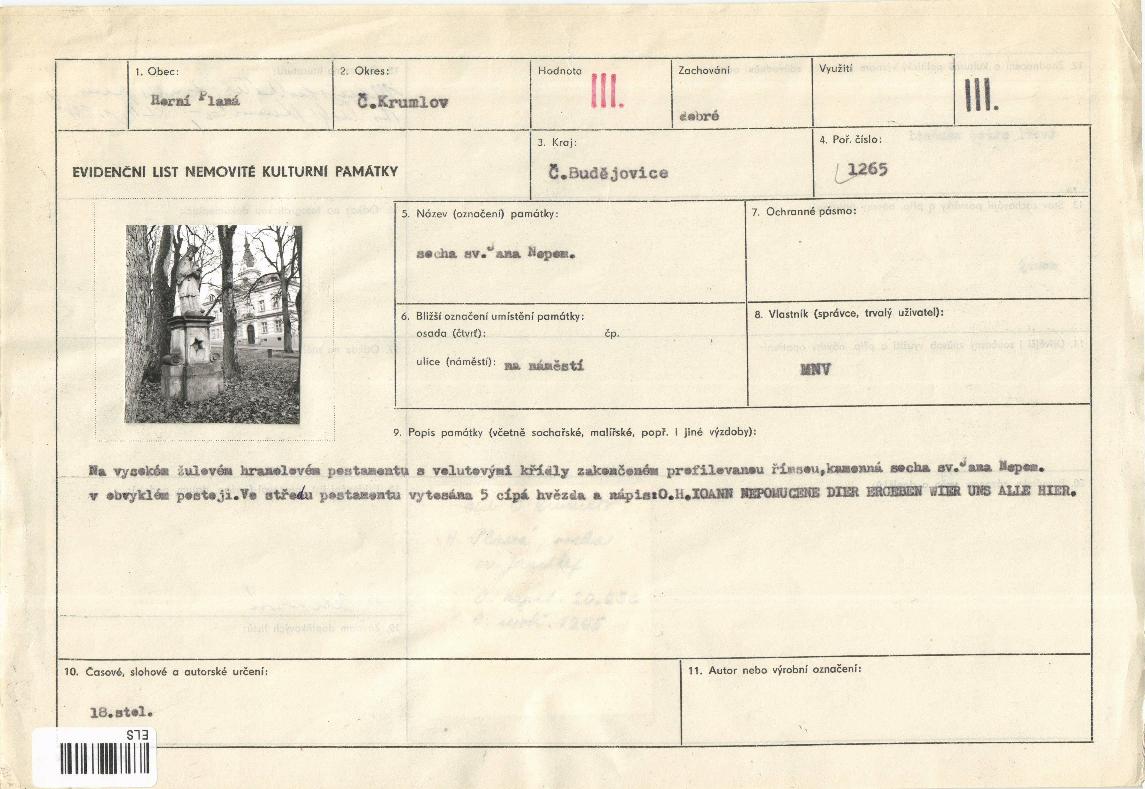 1. Obec:
Horní Planá
2. Okres:
Č.Krumlov
Hodnota
III.
Zachování
dobré
Využití
III.
EVIDENČNÍ LIST NEMOVITÉ KULTURNÍ PAMÁTKY
3. Kraj:
Č.Budějovice
4. Poř. číslo:
1265
5. Název (označení) památky:
socha sv.Jana Nepom.
7. Ochranné pásmo:
6. Bližší označení umístění památky:
osada (čtvrť): čp.
ulice (náměstí): na náměstí
8. Vlastník (správce, trvalý uživatel):
MNV
9. Popis památky (včetně sochařské, malířské, popř. i jiné výzdoby):
Na vysokém žulovém hranolovém postamentu s volutovými křídly zakončeném profilovanou římsou,kamenná socha sv.Jana Nepom.
v obvyklém postoji.Ve středu postamentu vytesána 5 cípá hvězda a nápis:O.H.IOANN NEPOMUCENE DIER ERGEBEN WIER UNS ALLE HIER.
10. Časové, slohové a autorské určení:
18.stol.
11. Autor nebo výrobní označení:
ELS